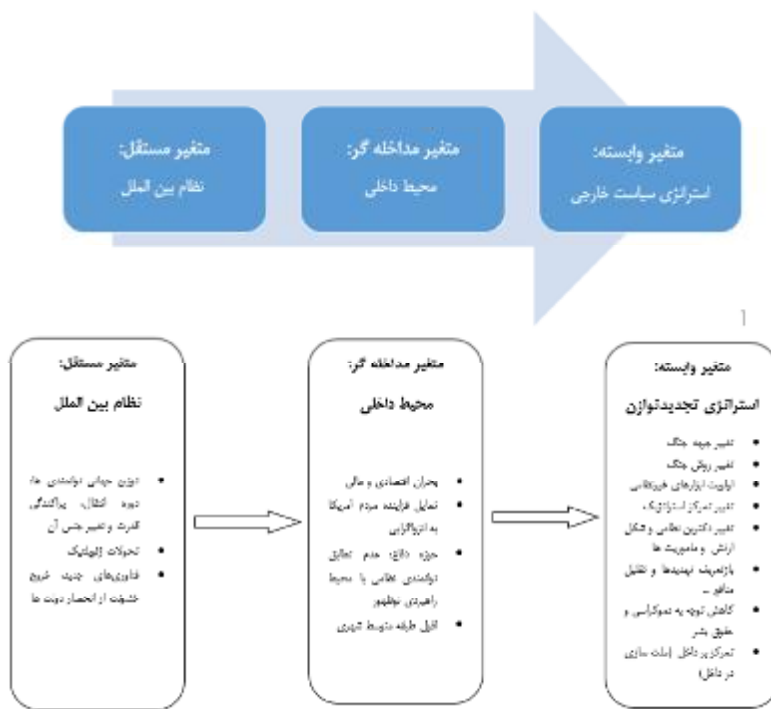 متغیر مستقل:
نظام بین الملل
متغیر مداخله گر:
محیط داخلی
متغیر وابسته:
استراتژی سیاست خارجی
1
متغیر مستقل:
نظام بین الملل
توزین جهانی توانمندی ها:
دوره انتقال، پراکندگی
قدرت و تغییر جنس آن
تحولات ژئوپلتیک
فناوری‌های جدید: خروج
خشونت از انحصار دولت ها
متغیر مداخله گر:
محیط داخلی
بحران اقتصادی و مالی
تمایل فزاینده مردم آمریکا
به انزواگرایی
حوزه دفاع: عدم تطابق
توانمندی نظامی با محیط
راهبردی نوظهور
افول طبقه متوسط شهری
متغیر وابسته:
استراتژی تجدیدتوازن
تغییر جبهه جنگ
تغییر روش جنگ
اولویت ابزارهای غیرنظامی
تغییر تمرکز استراتژیک
تغییر دکترین نظامی و شکل
ارتش و ماموریت ها
بازتعریف تهدیدها و تقلیل
منافع ...
کاهش توجه به دموکراسی و
حقوق بشر
تمرکز بر داخل (ملت سازی
در داخل)